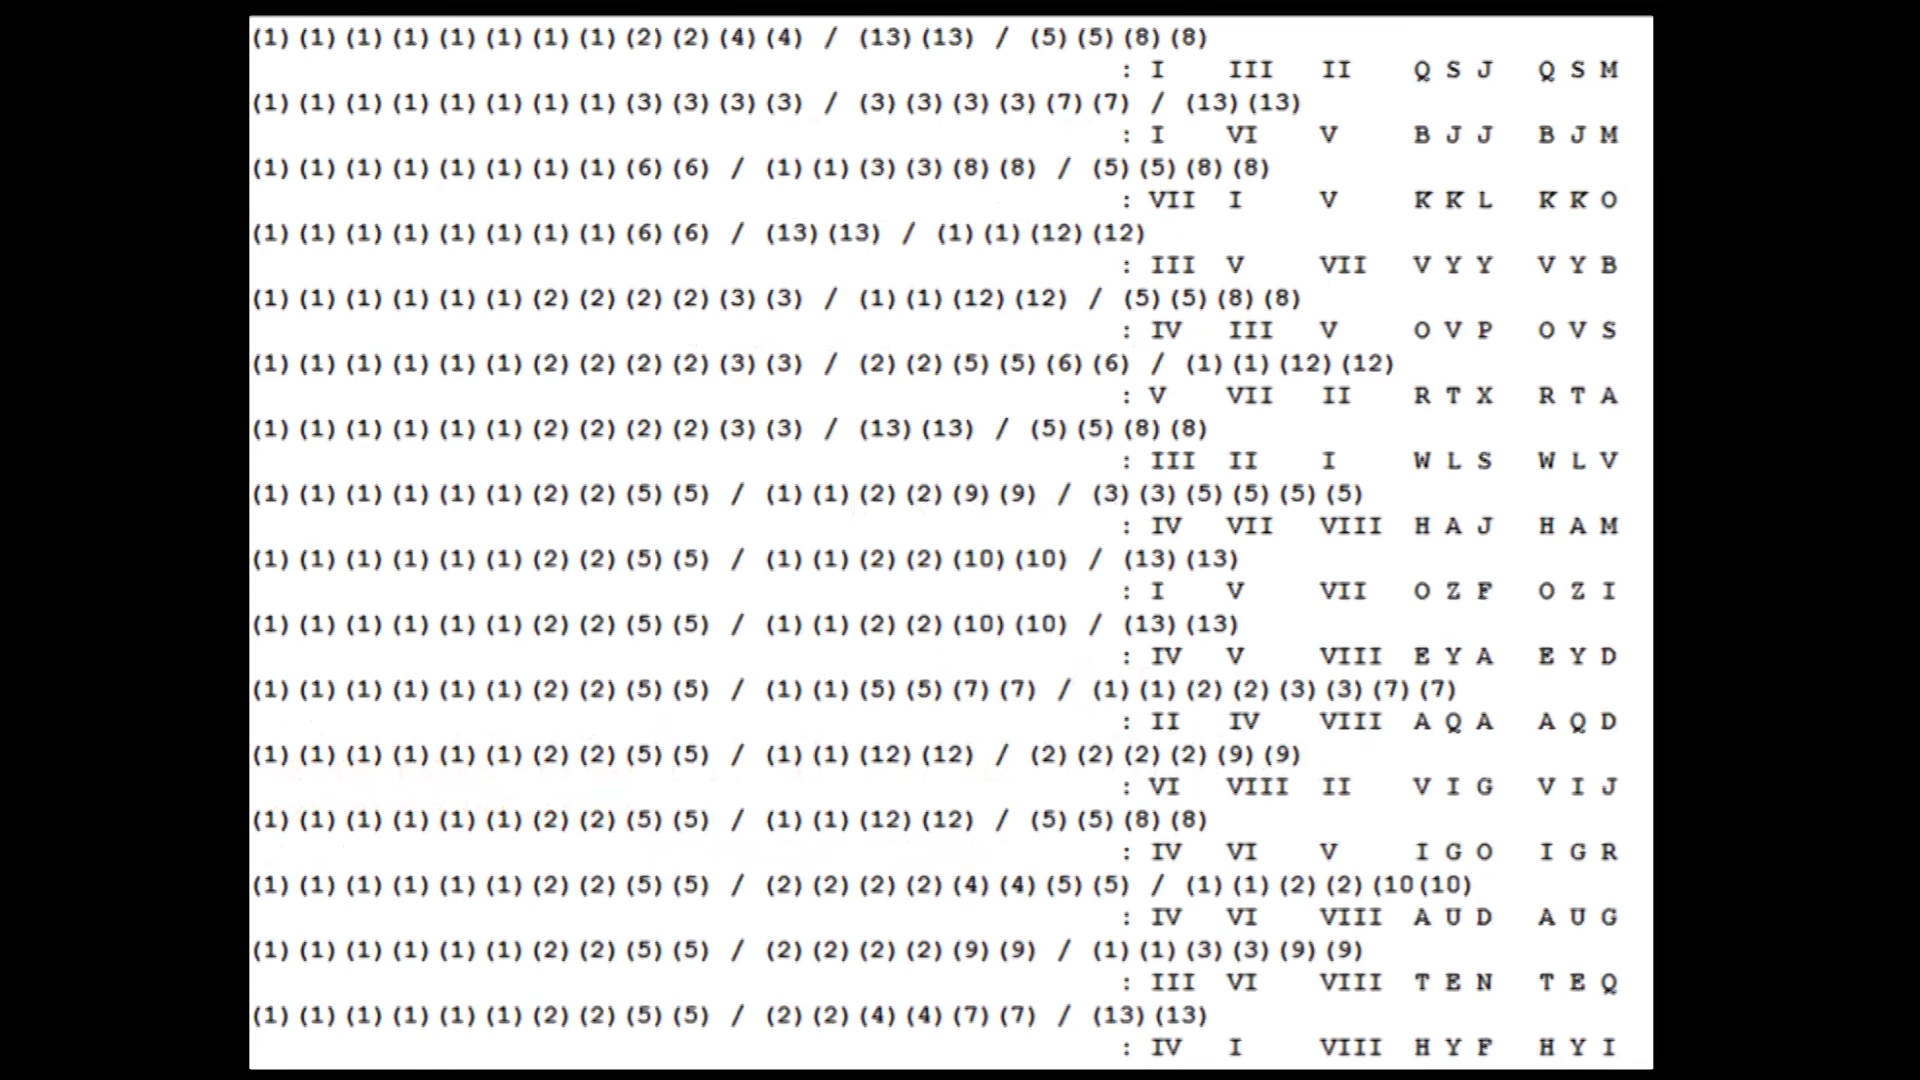 (1)(1)(1)(1)(1)(1)(1)(1)(2)(2)(4)(4) / (13)(13) / (5)(5)(8)(8)
: I III II Q S J Q S M
(1)(1)(1)(1)(1)(1)(1)(1)(3)(3)(3)(3) / (3)(3)(3)(3)(7)(7) / (13)(13)
: I VI V B J J B J M
(1)(1)(1)(1)(1)(1)(1)(1)(6)(6) / (1)(1)(3)(3)(8)(8) / (5)(5)(8)(8)
: VII I V K K L K K O
(1)(1)(1)(1)(1)(1)(1)(1)(6)(6) / (13)(13) / (1)(1)(12)(12)
: III V VII V Y Y V Y B
(1)(1)(1)(1)(1)(1)(2)(2)(2)(2)(3)(3) / (1)(1)(12)(12) / (5)(5)(8)(8)
: IV III V O V P O V S
(1)(1)(1)(1)(1)(1)(2)(2)(2)(2)(3)(3) / (2)(2)(5)(5)(6)(6) / (1)(1)(12)(12)
: V VII II R T X R T A
(1)(1)(1)(1)(1)(1)(2)(2)(2)(2)(3)(3) / (13)(13) / (5)(5)(8)(8)
: III II I W L S W L V
(1)(1)(1)(1)(1)(1)(2)(2)(5)(5) / (1)(1)(2)(2)(9)(9) / (3)(3)(5)(5)(5)(5)
: IV VII VIII H A J H A M
(1)(1)(1)(1)(1)(1)(2)(2)(5)(5) / (1)(1)(2)(2)(10)(10) / (13)(13)
: I V VII O Z F O Z I
(1)(1)(1)(1)(1)(1)(2)(2)(5)(5) / (1)(1)(2)(2)(10)(10) / (13)(13)
: IV V VIII E Y A E Y D
(1)(1)(1)(1)(1)(1)(2)(2)(5)(5) / (1)(1)(5)(5)(7)(7) / (1)(1)(2)(2)(3)(3)(7)(7)
: II IV VIII A Q A A Q D
(1)(1)(1)(1)(1)(1)(2)(2)(5)(5) / (1)(1)(12)(12) / (2)(2)(2)(2)(9)(9)
: VI VIII II V I G V I J
(1)(1)(1)(1)(1)(1)(2)(2)(5)(5) / (1)(1)(12)(12) / (5)(5)(8)(8)
: IV VI V I G O I G R
(1)(1)(1)(1)(1)(1)(2)(2)(5)(5) / (2)(2)(2)(2)(4)(4)(5)(5) / (1)(1)(2)(2)(10(10)
: IV VI VIII A U D A U G
(1)(1)(1)(1)(1)(1)(2)(2)(5)(5) / (2)(2)(2)(2)(9)(9) / (1)(1)(3)(3)(9)(9)
: III VI VIII T E N T E Q
(1)(1)(1)(1)(1)(1)(2)(2)(5)(5) / (2)(2)(4)(4)(7)(7) / (13)(13)
: IV I VIII H Y F H Y I